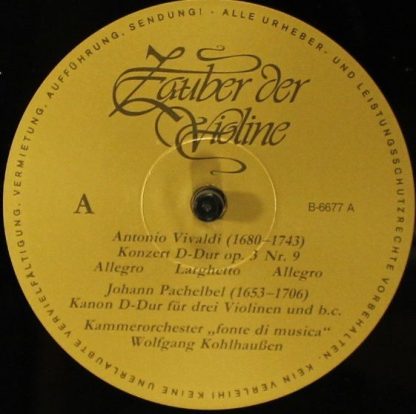 Zauber der
Violine
A
B-6677 A
Antonio Vivaldi (1680–1743)
Konzert D-Dur op. 3 Nr. 9
Allegro Larghetto Allegro
Johann Pachelbel (1653–1706)
Kanon D-Dur für drei Violinen und b.c.
Kammerorchester „fonte di musica“
Wolfgang Kohlhaußen
ALLE URHEBER- UND LEISTUNGSSCHUTZRECHTE VORBEHALTEN. KEIN VERLEIH! KEINE UNERLAUBTE VERVIELFÄLTIGUNG, VERMIETUNG, AUFFÜHRUNG, SENDUNG! -